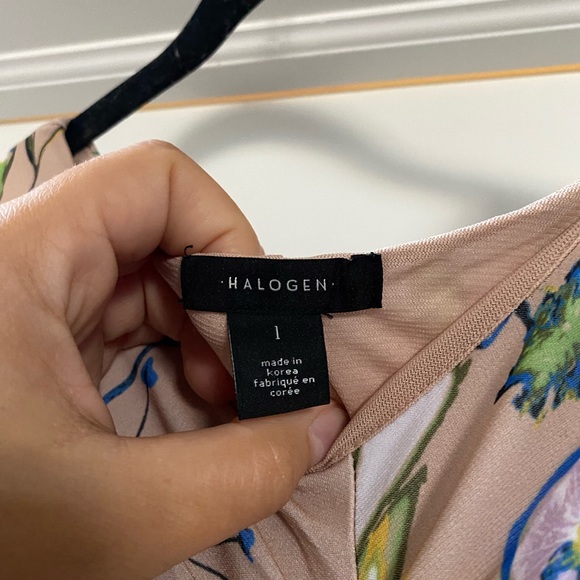 ·HALOGEN·
1
made in
korea
fabriqué en
corée